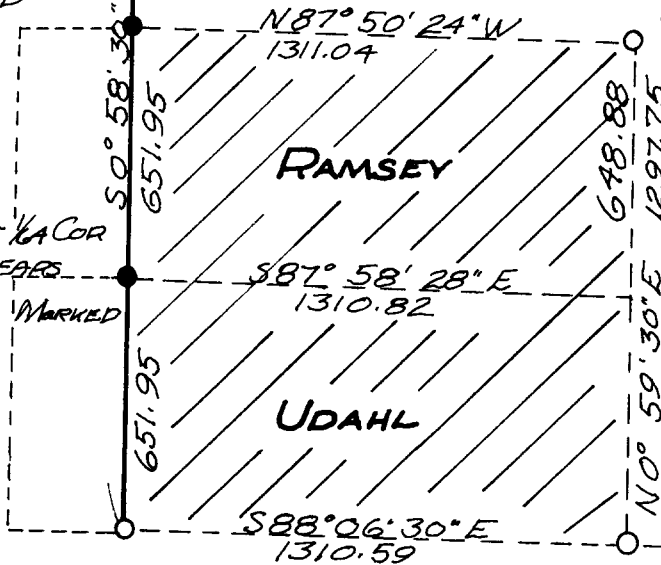 N87° 50' 24" W
1311.04
S0° 58' 30"
651.95
RAMSEY
648.88
1297.75
1/64 COR
S87° 58' 28" E
1310.82
MARKED
651.95
UDAHL
N0° 59' 30" E
S88° 06' 30" E
1310.59